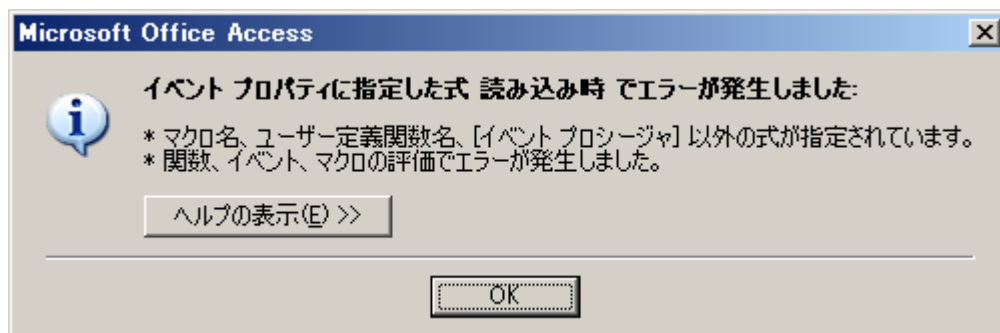 Microsoft Office Access
イベント プロパティに指定した式 読み込み時 でエラーが発生しました:
* マクロ名、ユーザー定義関数名、[イベント プロシージャ] 以外の式が指定されています。
* 関数、イベント、マクロの評価でエラーが発生しました。
ヘルプの表示(E) >>
OK